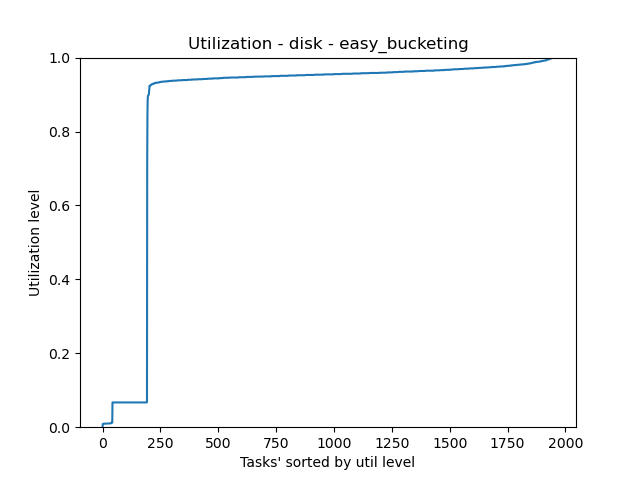 Utilization - disk - easy_bucketing
1.0
0.8
0.6
0.4
0.2
0.0
Utilization level
0 250 500 750 1000 1250 1500 1750 2000
Tasks' sorted by util level